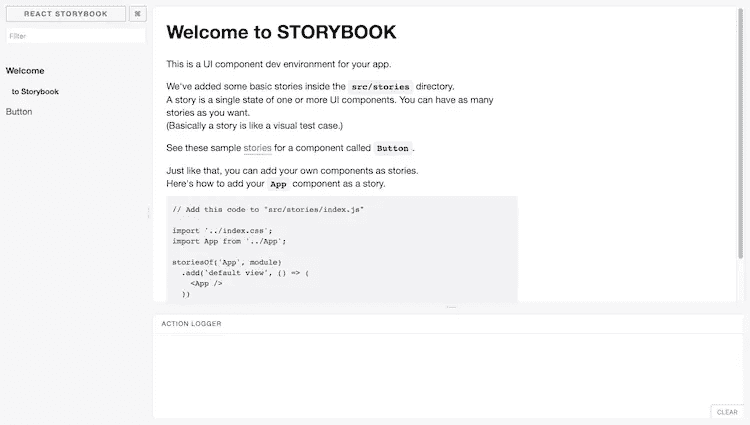 REACT STORYBOOK
⌘
Filter
Welcome
to Storybook
Button
Welcome to STORYBOOK
This is a UI component dev environment for your app.
We've added some basic stories inside the src/stories directory.
A story is a single state of one or more UI components. You can have as many
stories as you want.
(Basically a story is like a visual test case.)
See these sample stories for a component called Button.
Just like that, you can add your own components as stories.
Here's how to add your App component as a story.
// Add this code to "src/stories/index.js"
import '../index.css';
import App from '../App';
storiesOf('App', module)
.add('default view', () => (
<App />
))
ACTION LOGGER
CLEAR